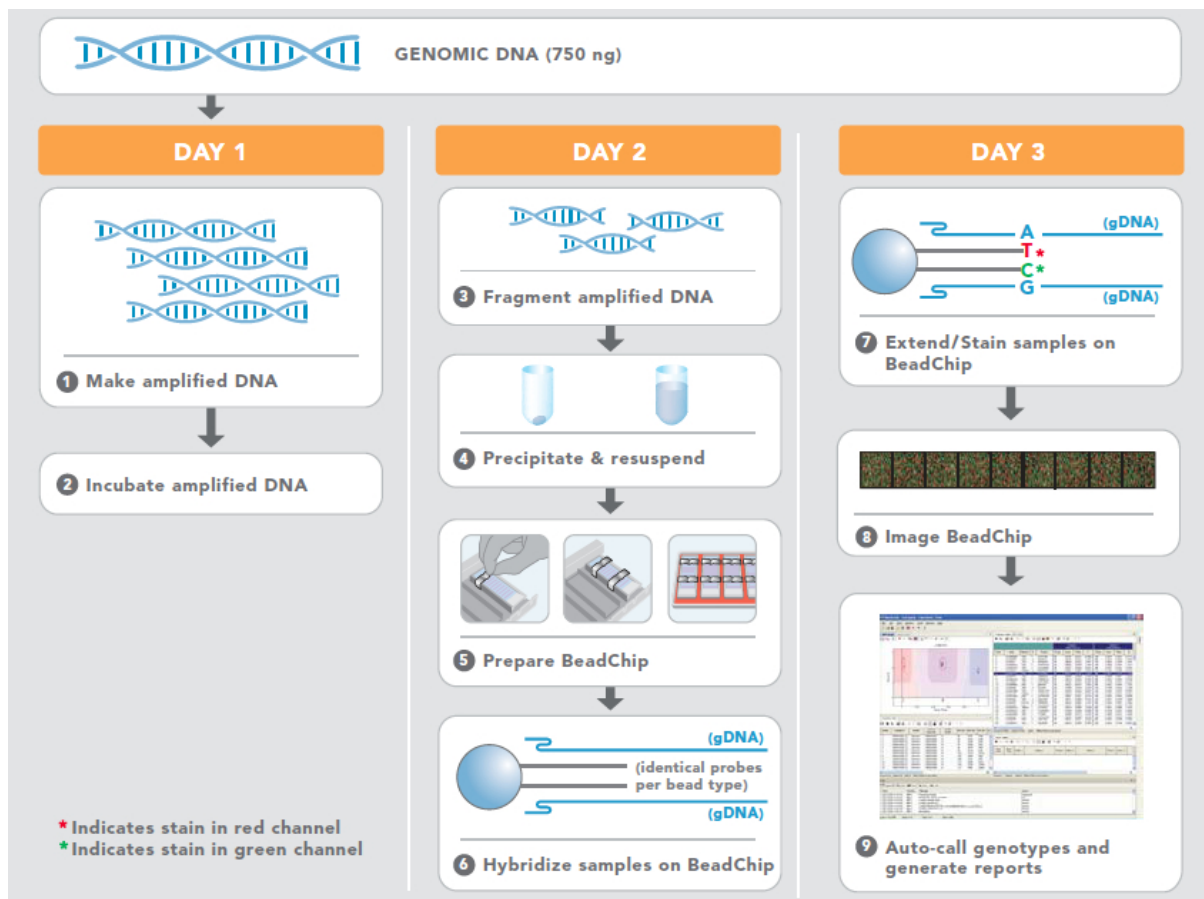 GENOMIC DNA (750 ng)
DAY 1
1 Make amplified DNA
2 Incubate amplified DNA
* Indicates stain in red channel
* Indicates stain in green channel
DAY 2
3 Fragment amplified DNA
4 Precipitate & resuspend
5 Prepare BeadChip
(gDNA)
(identical probes
per bead type)
(gDNA)
6 Hybridize samples on BeadChip
DAY 3
(gDNA)
A
T*
C*
G
(gDNA)
7 Extend/Stain samples on
BeadChip
8 Image BeadChip
9 Auto-call genotypes and
generate reports